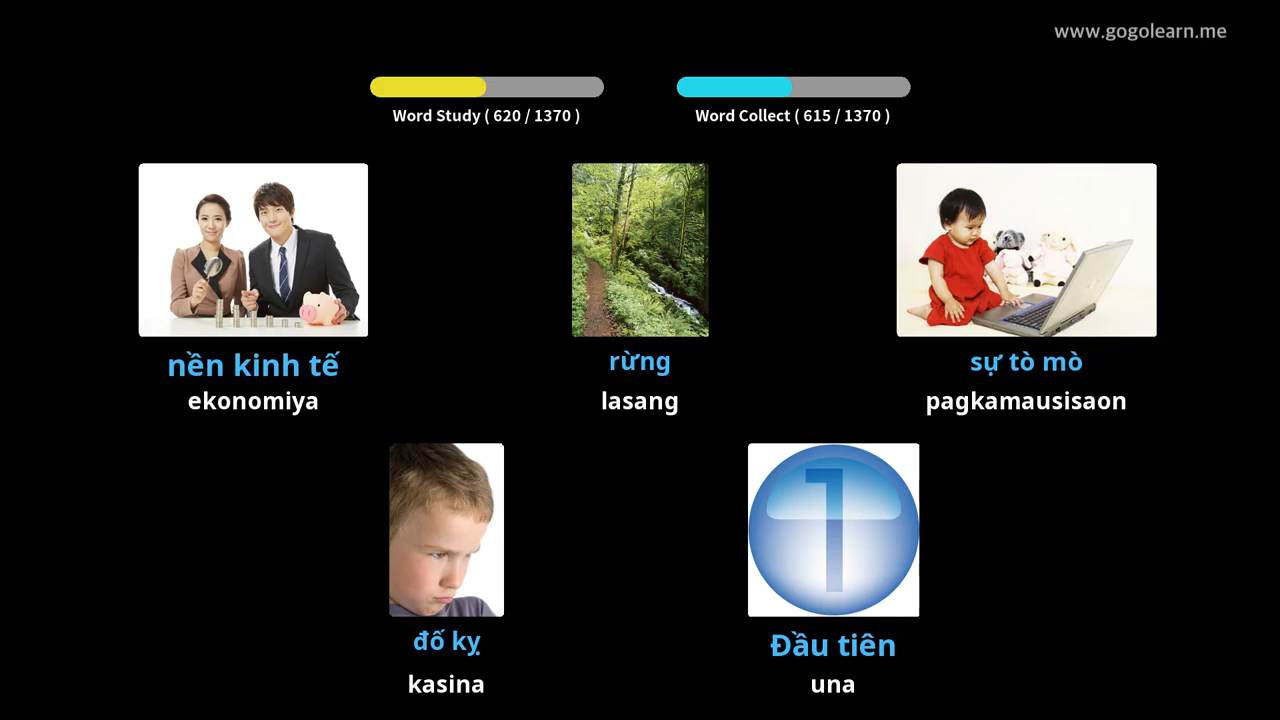 www.gogolearn.me
Word Study ( 620 / 1370 )
Word Collect ( 615 / 1370 )
nền kinh tế
ekonomiya
rừng
lasang
sự tò mò
pagkamausisaon
đố kỵ
kasina
1
Đầu tiên
una